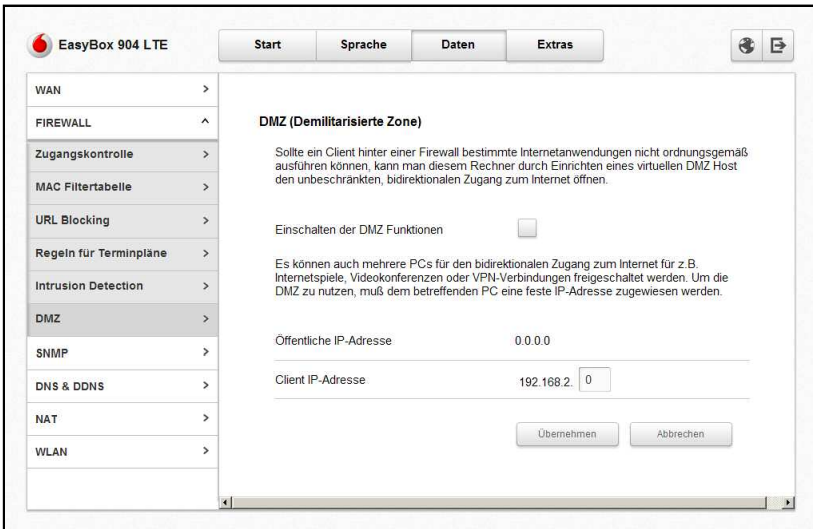 EasyBox 904 LTE
Start
Sprache
Daten
Extras
WAN
FIREWALL
Zugangskontrolle
MAC Filtertabelle
URL Blocking
Regeln für Terminpläne
Intrusion Detection
DMZ
SNMP
DNS & DDNS
NAT
WLAN
DMZ (Demilitarisierte Zone)
Sollte ein Client hinter einer Firewall bestimmte Internetanwendungen nicht ordnungsgemäß
ausführen können, kann man diesem Rechner durch Einrichten eines virtuellen DMZ Host
den unbeschränkten, bidirektionalen Zugang zum Internet öffnen.
Einschalten der DMZ Funktionen
Es können auch mehrere PCs für den bidirektionalen Zugang zum Internet für z.B.
Internetspiele, Videokonferenzen oder VPN-Verbindungen freigeschaltet werden. Um die
DMZ zu nutzen, muß dem betreffenden PC eine feste IP-Adresse zugewiesen werden.
Öffentliche IP-Adresse 0.0.0.0
Client IP-Adresse 192.168.2. 0
Übernehmen
Abbrechen